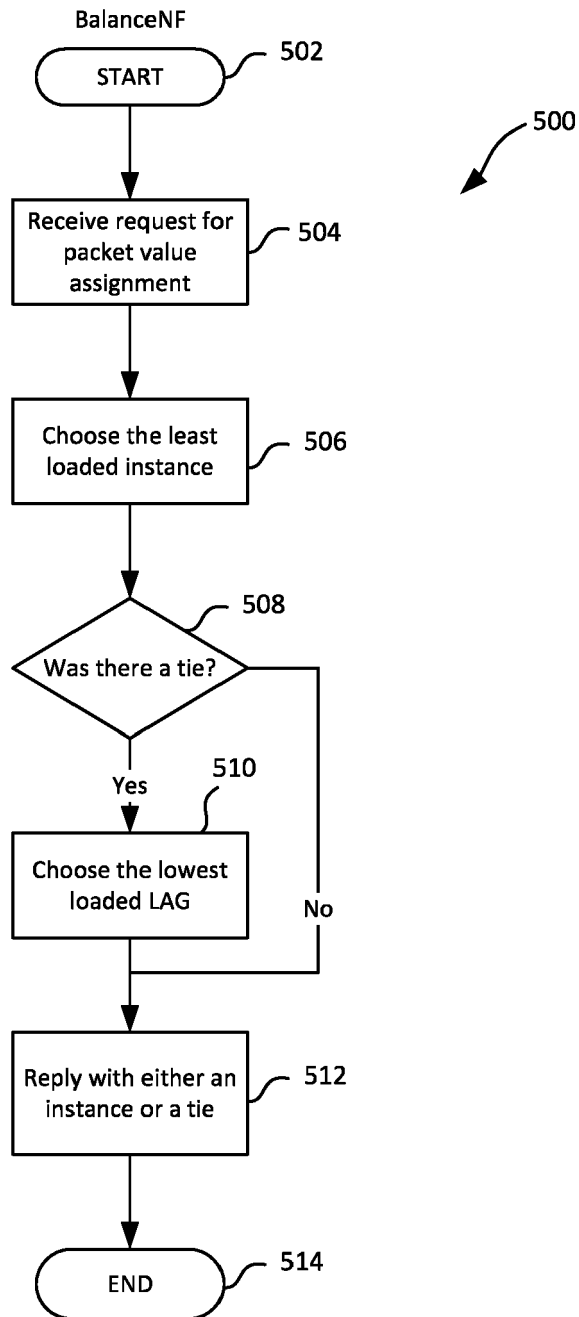 BalanceNF
START
502
500
Receive request for
packet value
assignment
504
Choose the least
loaded instance
506
508
Was there a tie?
Yes
510
Choose the lowest
loaded LAG
No
Reply with either an
instance or a tie
512
END
514